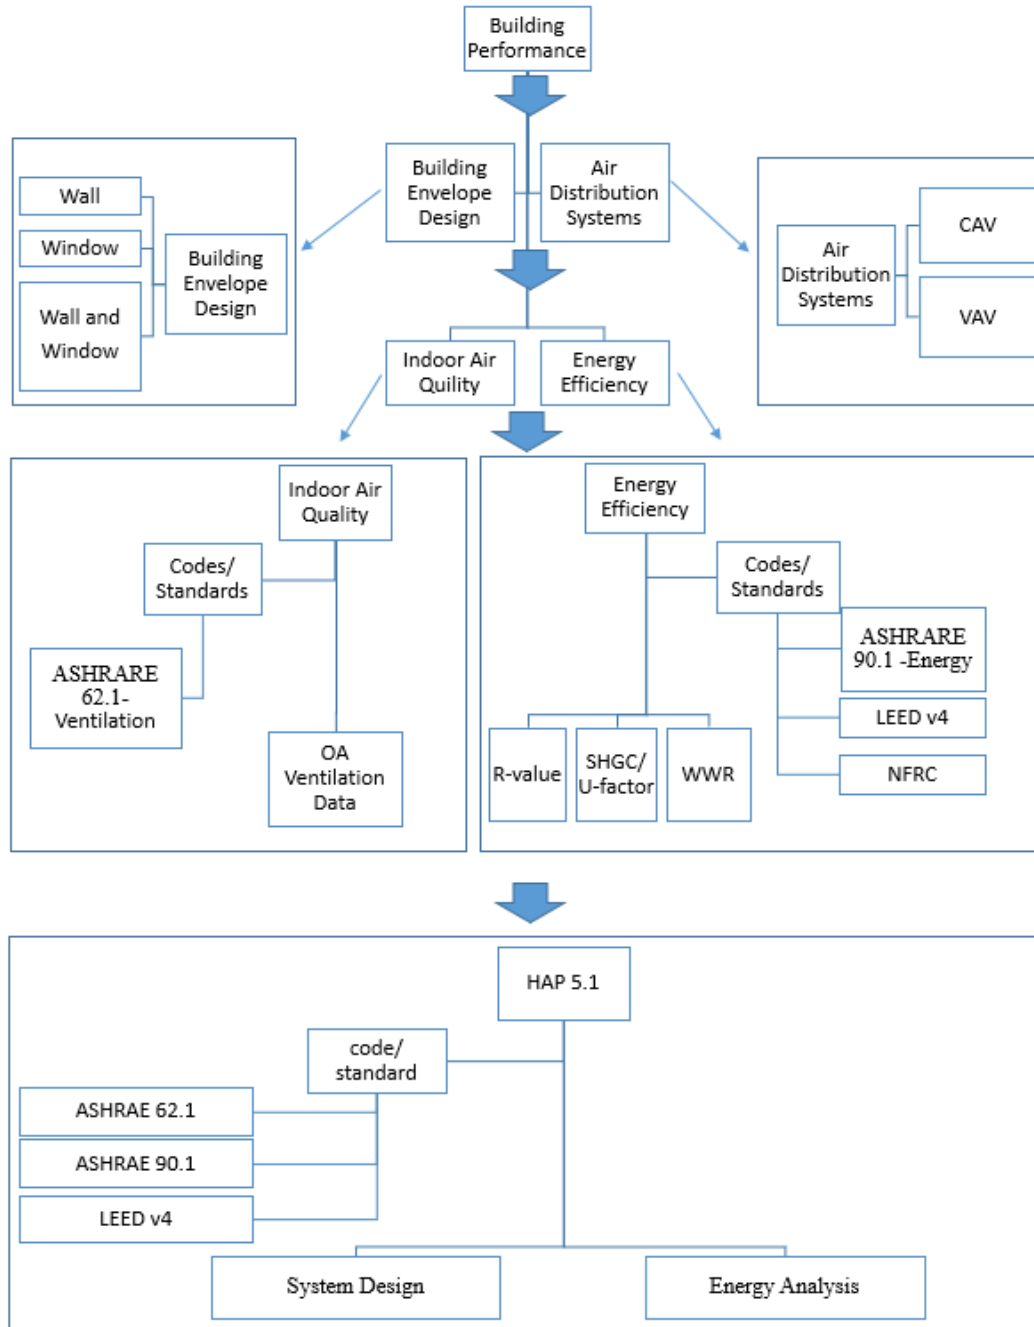 Building
Performance
Building
Envelope
Design
Air
Distribution
Systems
Wall
Window
Wall and
Window
Building
Envelope
Design
Air
Distribution
Systems
CAV
VAV
Indoor Air
Quility
Energy
Efficiency
Indoor Air
Quality
Codes/
Standards
ASHRARE
62.1-
Ventilation
OA
Ventilation
Data
Energy
Efficiency
Codes/
Standards
ASHRARE
90.1 -Energy
LEED v4
NFRC
R-value
SHGC/
U-factor
WWR
HAP 5.1
code/
standard
ASHRAE 62.1
ASHRAE 90.1
LEED v4
System Design
Energy Analysis